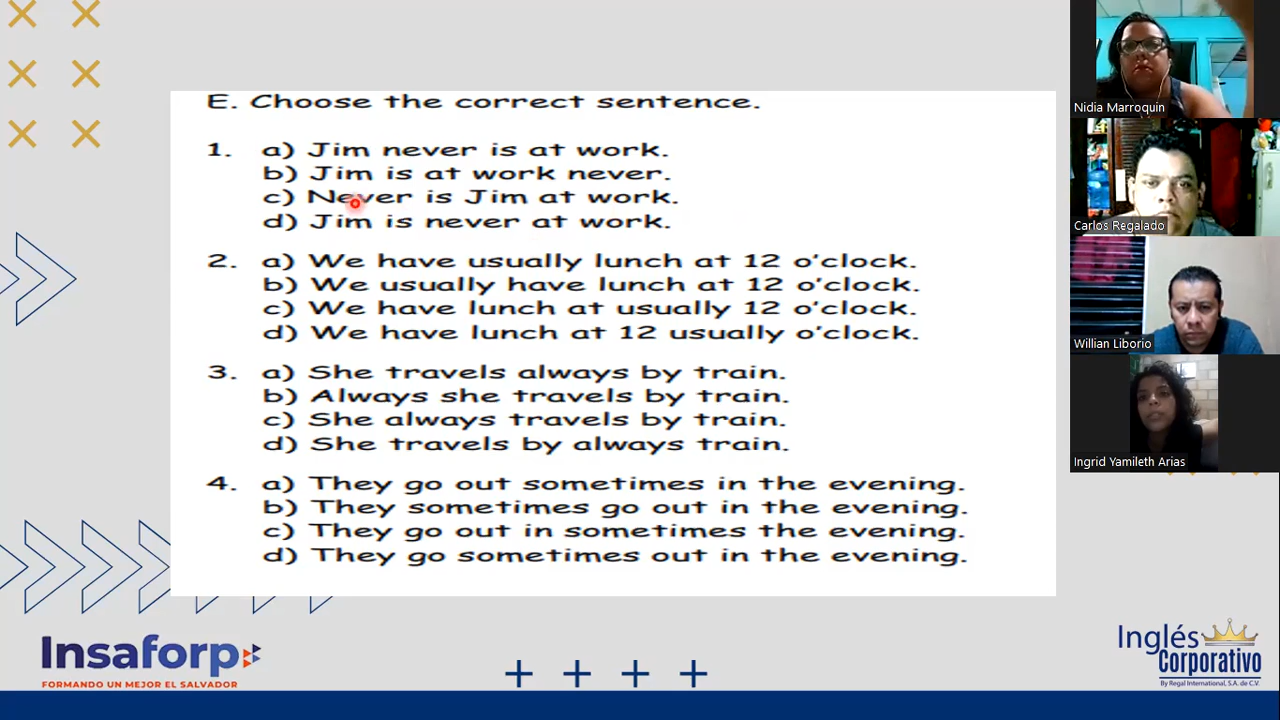 E. Choose the correct sentence.
1. a) Jim never is at work.
b) Jim is at work never.
c) Never is Jim at work.
d) Jim is never at work.
2. a) We have usually lunch at 12 o'clock.
b) We usually have lunch at 12 o'clock.
c) We have lunch at usually 12 o'clock.
d) We have lunch at 12 usually o'clock.
3. a) She travels always by train.
b) Always she travels by train.
c) She always travels by train.
d) She travels by always train.
4. a) They go out sometimes in the evening.
b) They sometimes go out in the evening.
c) They go out in sometimes the evening.
d) They go sometimes out in the evening.
Nidia Marroquin
Carlos Regalado
Willian Liborio
Ingrid Yamileth Arias
Insaforp
FORMANDO UN MEJOR EL SALVADOR
Inglés
Corporativo
By Regal International, S.A. de C.V.